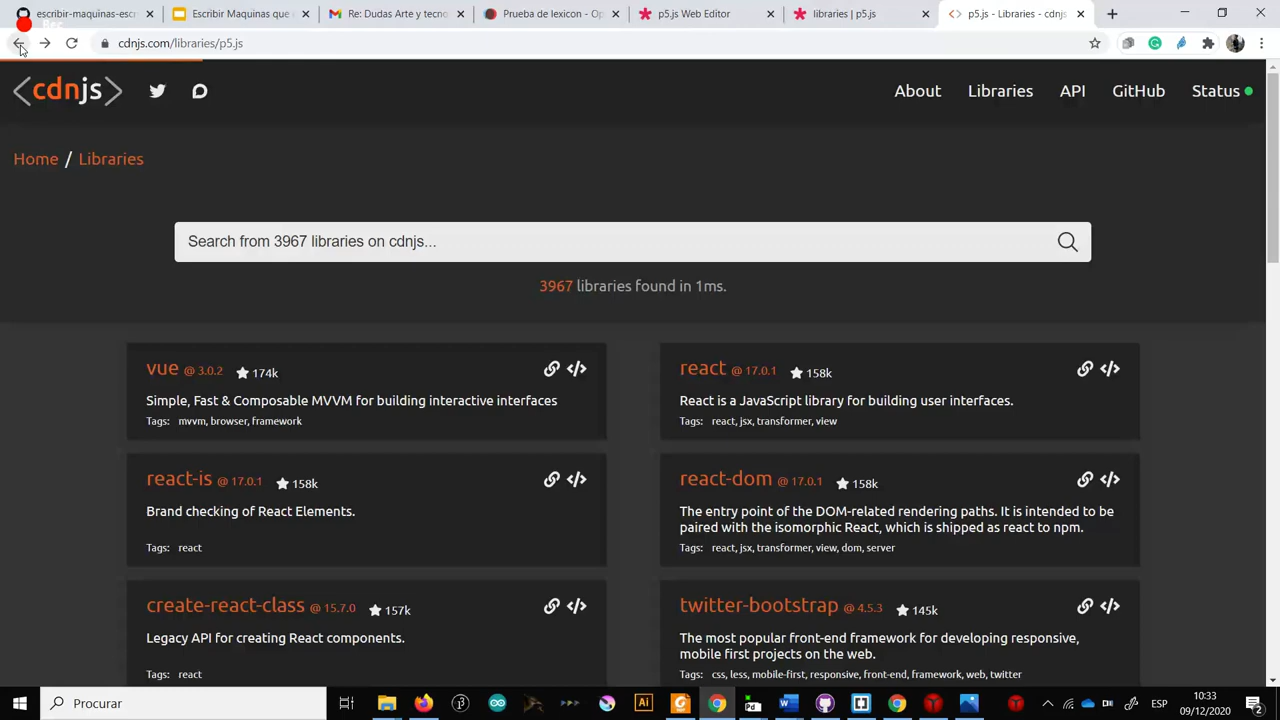 escribir-maquinas-escri
Escribir Maquinas que e
Re: Dudas Arte y tecno
Prueba de lexicon - Op
p5.js Web Edi
libraries | p5.js
p5.js - Libraries - cdnjs
cdnjs.com/libraries/p5.js
<cdnjs>
About
Libraries
API
GitHub
Status
Home / Libraries
Search from 3967 libraries on cdnjs...
3967 libraries found in 1ms.
vue @ 3.0.2 174k
Simple, Fast & Composable MVVM for building interactive interfaces
Tags: mvvm, browser, framework
react @ 17.0.1 158k
React is a JavaScript library for building user interfaces.
Tags: react, jsx, transformer, view
react-is @ 17.0.1 158k
Brand checking of React Elements.
Tags: react
react-dom @ 17.0.1 158k
The entry point of the DOM-related rendering paths. It is intended to be
paired with the isomorphic React, which is shipped as react to npm.
Tags: react, jsx, transformer, view, dom, server
create-react-class @ 15.7.0 157k
Legacy API for creating React components.
Tags: react
twitter-bootstrap @ 4.5.3 145k
The most popular front-end framework for developing responsive,
mobile first projects on the web.
Tags: css, less, mobile-first, responsive, front-end, framework, web, twitter
Procurar
Ai
ESP
10:33
09/12/2020
2